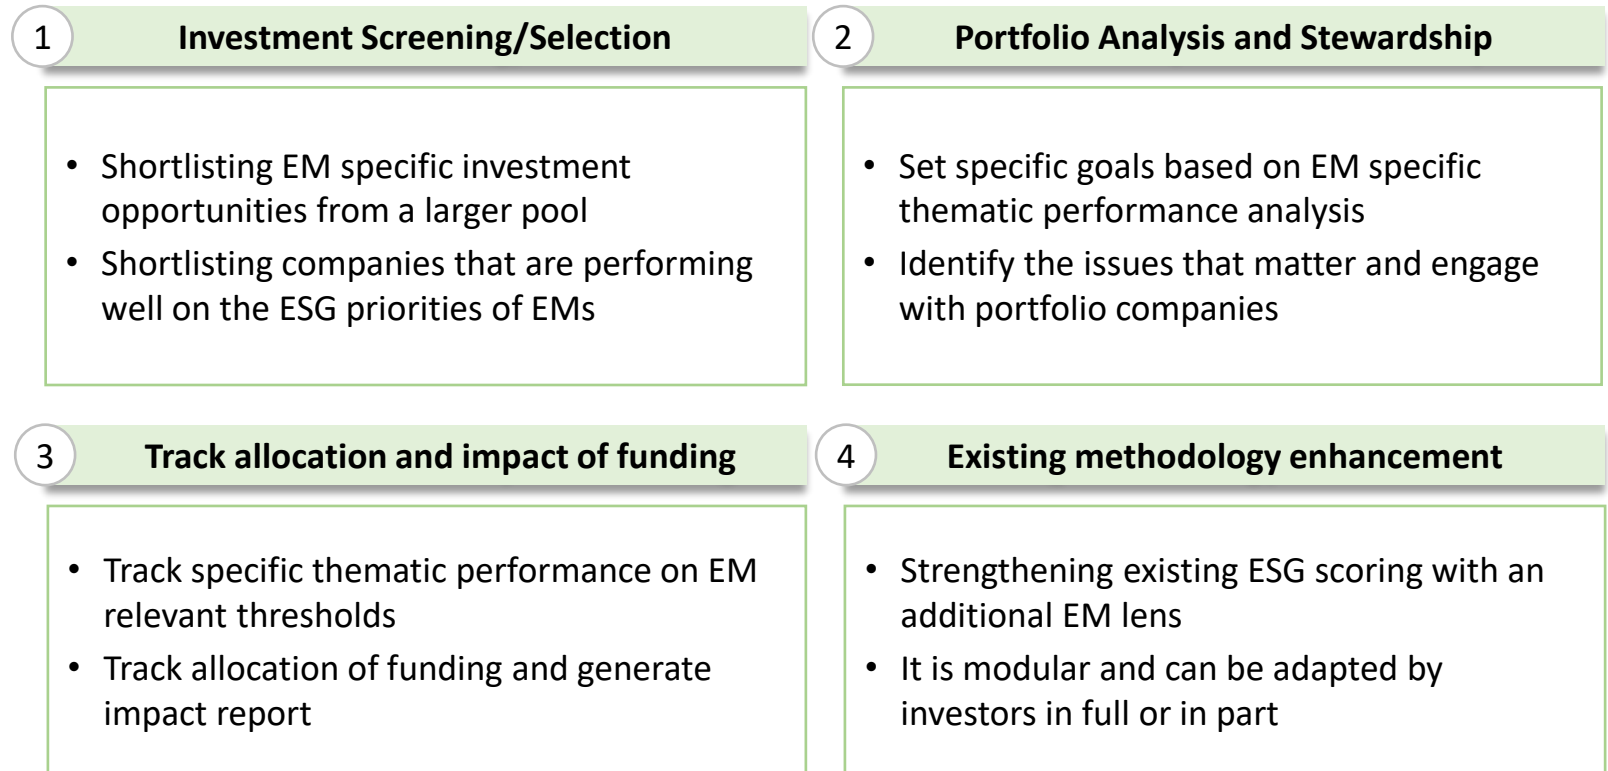 1
Investment Screening/Selection
• Shortlisting EM specific investment
opportunities from a larger pool
• Shortlisting companies that are performing
well on the ESG priorities of EMs
2
Portfolio Analysis and Stewardship
• Set specific goals based on EM specific
thematic performance analysis
• Identify the issues that matter and engage
with portfolio companies
3
Track allocation and impact of funding
• Track specific thematic performance on EM
relevant thresholds
• Track allocation of funding and generate
impact report
4
Existing methodology enhancement
• Strengthening existing ESG scoring with an
additional EM lens
• It is modular and can be adapted by
investors in full or in part